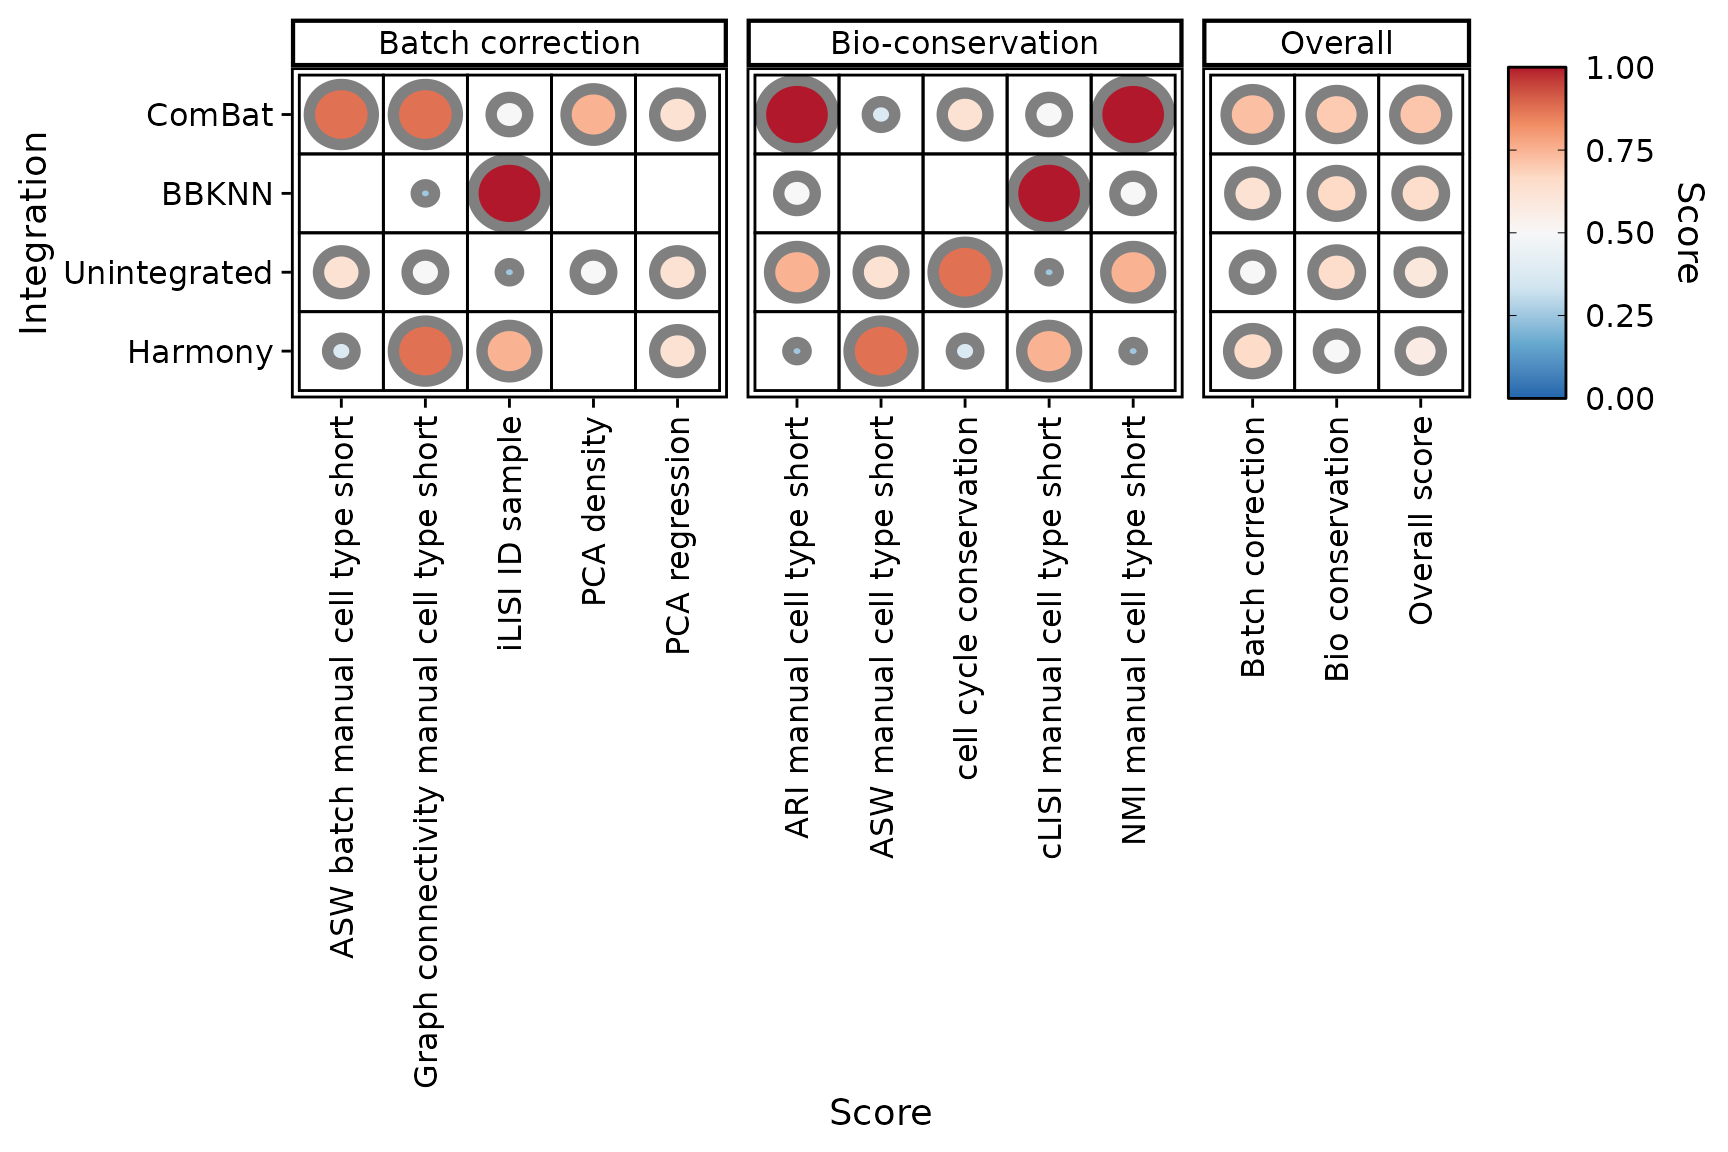 Batch correction
Bio-conservation
Overall
Integration
ComBat
BBKNN
Unintegrated
Harmony
ASW batch manual cell type short
Graph connectivity manual cell type short
iLISI ID sample
PCA density
PCA regression
ARI manual cell type short
ASW manual cell type short
cell cycle conservation
cLISI manual cell type short
NMI manual cell type short
Batch correction
Bio conservation
Overall score
Score
1.00
0.75
0.50
0.25
0.00
Score